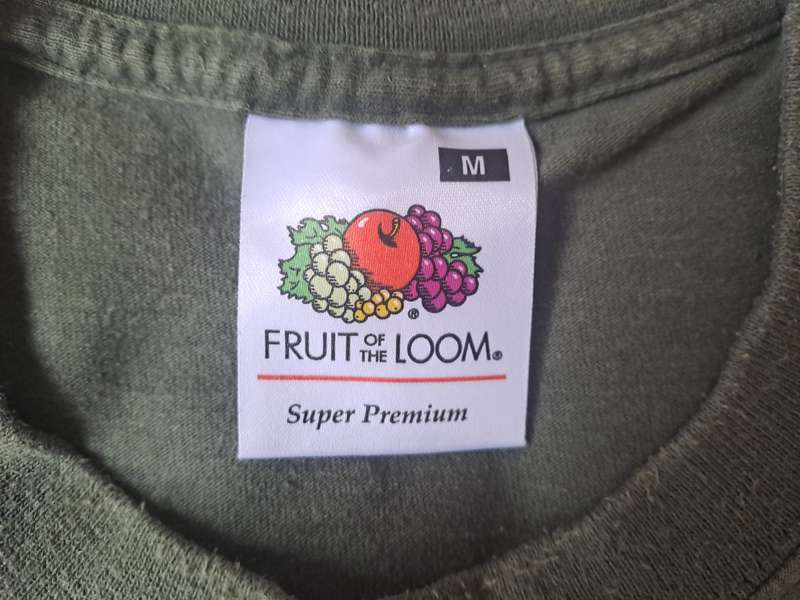 M
®
FRUIT OF THE LOOM®
Super Premium